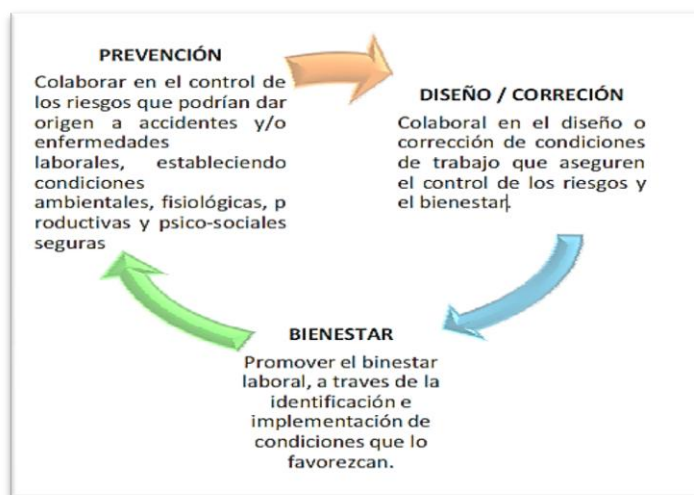 PREVENCIÓN
Colaborar en el control de
los riesgos que podrían dar
origen a accidentes y/o
enfermedades
laborales, estableciendo
condiciones
ambientales, fisiológicas, p
roductivas y psico-sociales
seguras
DISEÑO / CORRECIÓN
Colaboral en el diseño o
corrección de condiciones
de trabajo que aseguren
el control de los riesgos y
el bienestar.
BIENESTAR
Promover el binestar
laboral, a traves de la
identificación e
implementación de
condiciones que lo
favorezcan.